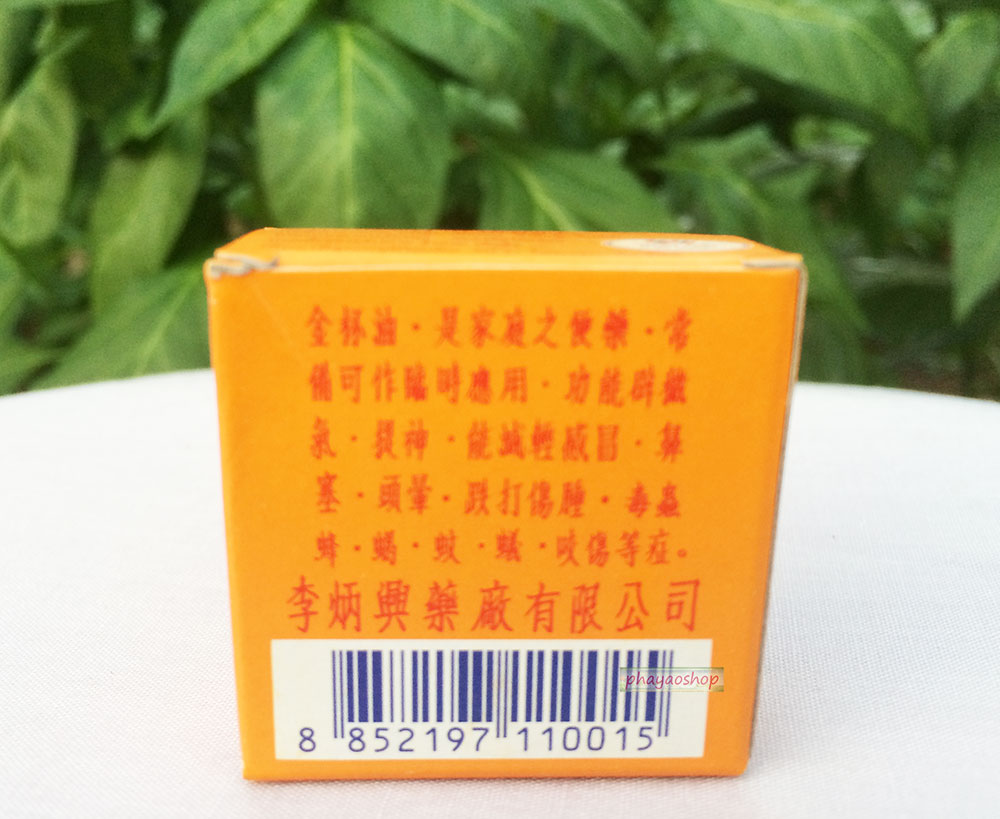 金杯油・是家庭之便藥・常
備可作臨時應用・功能辟
氣・提神・能減輕感冒・鼻
塞・頭暈・跌打傷腫・毒蟲
蜂・蝎・蚊・蟻・咬傷等症。
李炳興藥廠有限公司
phayaoshop
8 852197 110015